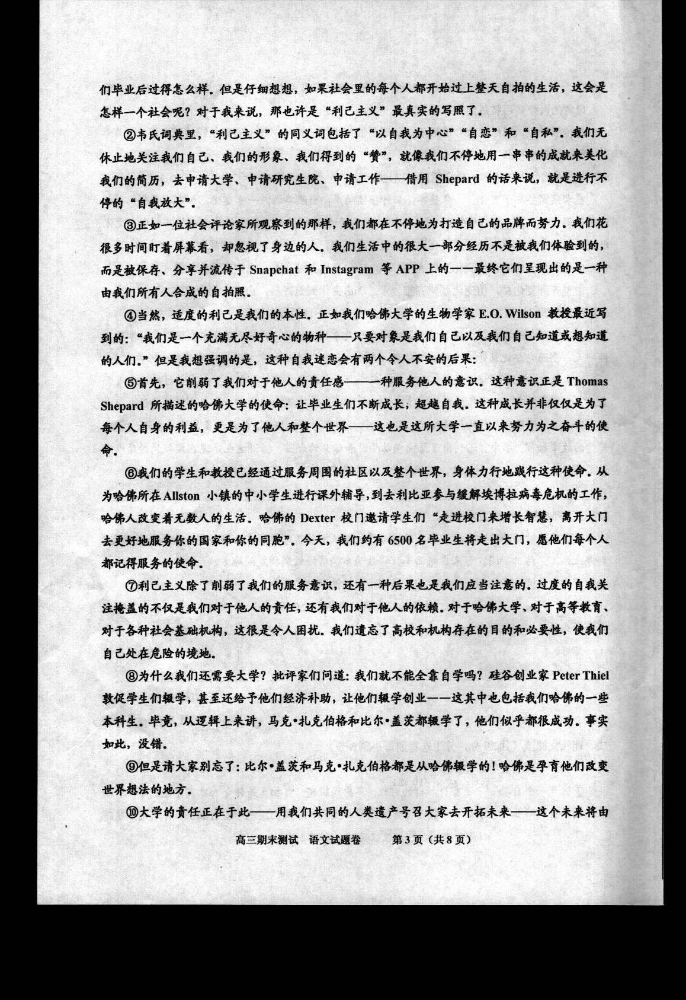 们毕业后过得怎么样。但是仔细想想，如果社会里的每个人都开始过上整天自拍的生活，这会是
怎样一个社会呢？对于我来说，那也许是“利己主义”最真实的写照了。
②韦氏词典里，“利己主义”的同义词包括了“以自我为中心”“自恋”和“自私”。我们无
休止地关注我们自己、我们的形象、我们得到的“赞”，就像我们不停地用一串串的成就来美化
我们的简历，去申请大学、申请研究生院、申请工作——借用 Shepard 的话来说，就是进行不
停的“自我放大”。
③正如一位社会评论家所观察到的那样，我们都在不停地为打造自己的品牌而努力。我们花
很多时间盯着屏幕看，却忽视了身边的人。我们生活中的很大一部分经历不是被我们体验到的，
而是被保存、分享并流传于 Snapchat 和 Instagram 等 APP 上的——最终它们呈现出的是一种
由我们所有人合成的自拍照。
④当然，适度的利己是我们的本性。正如我们哈佛大学的生物学家 E.O. Wilson 教授最近写
到的：“我们是一个充满无尽好奇心的物种——只要对象是我们自己以及我们自己知道或想知道
的人们。”但是我想强调的是，这种自我迷恋会有两个令人不安的后果：
⑤首先，它削弱了我们对于他人的责任感——一种服务他人的意识。这种意识正是 Thomas
Shepard 所描述的哈佛大学的使命：让毕业生们不断成长，超越自我。这种成长并非仅仅是为了
每个人自身的利益，更是为了他人和整个世界——这也是这所大学一直以来努力为之奋斗的使
命。
⑥我们的学生和教授已经通过服务周围的社区以及整个世界，身体力行地践行这种使命。从
为哈佛所在 Allston 小镇的中小学生进行课外辅导，到去利比亚参与缓解埃博拉病毒危机的工作，
哈佛人改变着无数人的生活。哈佛的 Dexter 校门邀请学生们“走进校门来增长智慧，离开大门
去更好地服务你的国家和你的同胞”。今天，我们约有 6500 名毕业生将走出大门，愿他们每个人
都记得服务的使命。
⑦利己主义除了削弱了我们的服务意识，还有一种后果也是我们应当注意的。过度的自我关
注掩盖的不仅是我们对于他人的责任，还有我们对于他人的依赖。对于哈佛大学、对于高等教育、
对于各种社会基础机构，这很是令人困扰。我们遗忘了高校和机构存在的目的和必要性，使我们
自己处在危险的境地。
⑧为什么我们还需要大学？批评家们问道：我们就不能全靠自学吗？硅谷创业家 Peter Thiel
敦促学生们辍学，甚至还给予他们经济补助，让他们辍学创业——这其中也包括我们哈佛的一些
本科生。毕竟，从逻辑上来讲，马克•扎克伯格和比尔•盖茨都辍学了，他们似乎都很成功。事实
如此，没错。
⑨但是请大家别忘了：比尔•盖茨和马克•扎克伯格都是从哈佛辍学的！哈佛是孕育他们改变
世界想法的地方。
⑩大学的责任正在于此——用我们共同的人类遗产号召大家去开拓未来——这个未来将由
高三期末测试 语文试题卷 第 3 页（共 8 页）